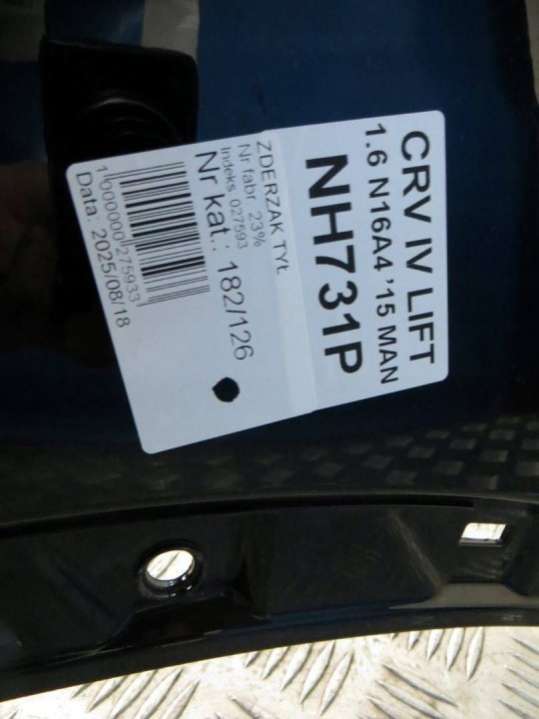 CRV IV LIFT
1.6 N16A4 '15 MAN
NH731P
ZDERZAK TYŁ
Nr fabr.: 23%
Indeks: 027593
Nr kat.: 182/126
1000000275933
Data: 2025/08/18